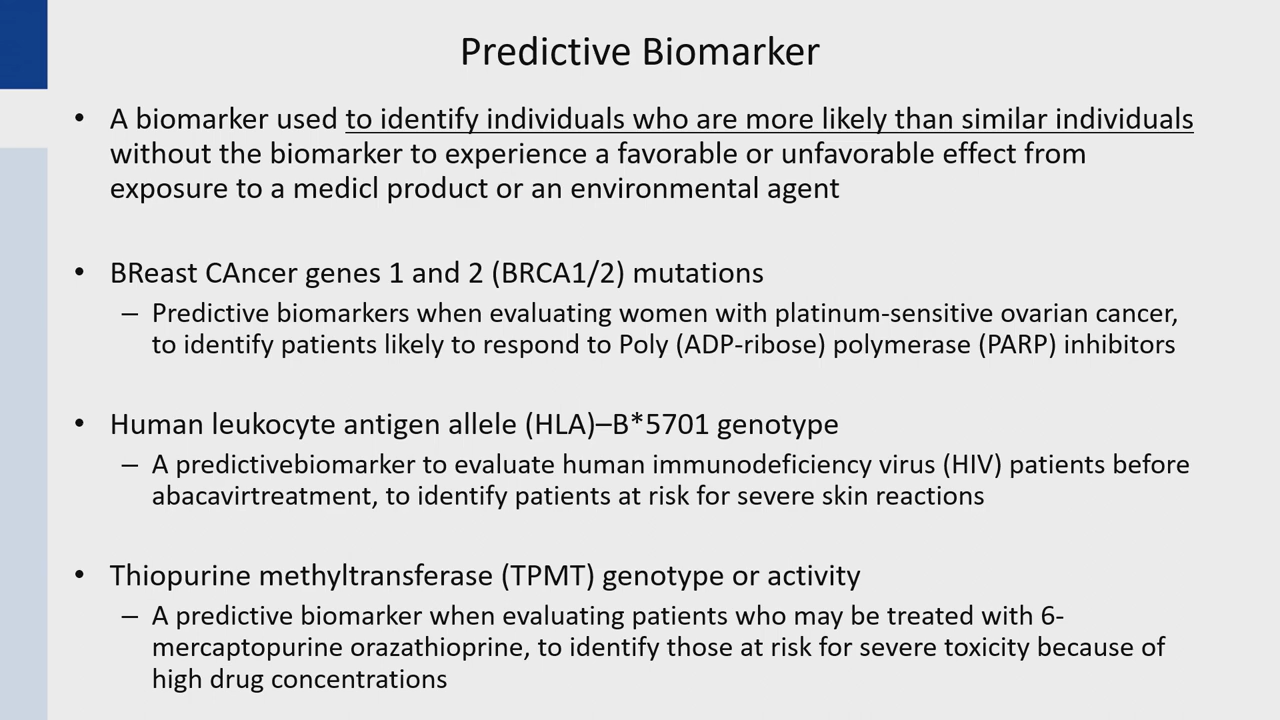 Predictive Biomarker
• A biomarker used to identify individuals who are more likely than similar individuals
without the biomarker to experience a favorable or unfavorable effect from
exposure to a medicl product or an environmental agent
• BReast CAncer genes 1 and 2 (BRCA1/2) mutations
– Predictive biomarkers when evaluating women with platinum-sensitive ovarian cancer,
to identify patients likely to respond to Poly (ADP-ribose) polymerase (PARP) inhibitors
• Human leukocyte antigen allele (HLA)–B*5701 genotype
– A predictivebiomarker to evaluate human immunodeficiency virus (HIV) patients before
abacavirtreatment, to identify patients at risk for severe skin reactions
• Thiopurine methyltransferase (TPMT) genotype or activity
– A predictive biomarker when evaluating patients who may be treated with 6-
mercaptopurine orazathioprine, to identify those at risk for severe toxicity because of
high drug concentrations